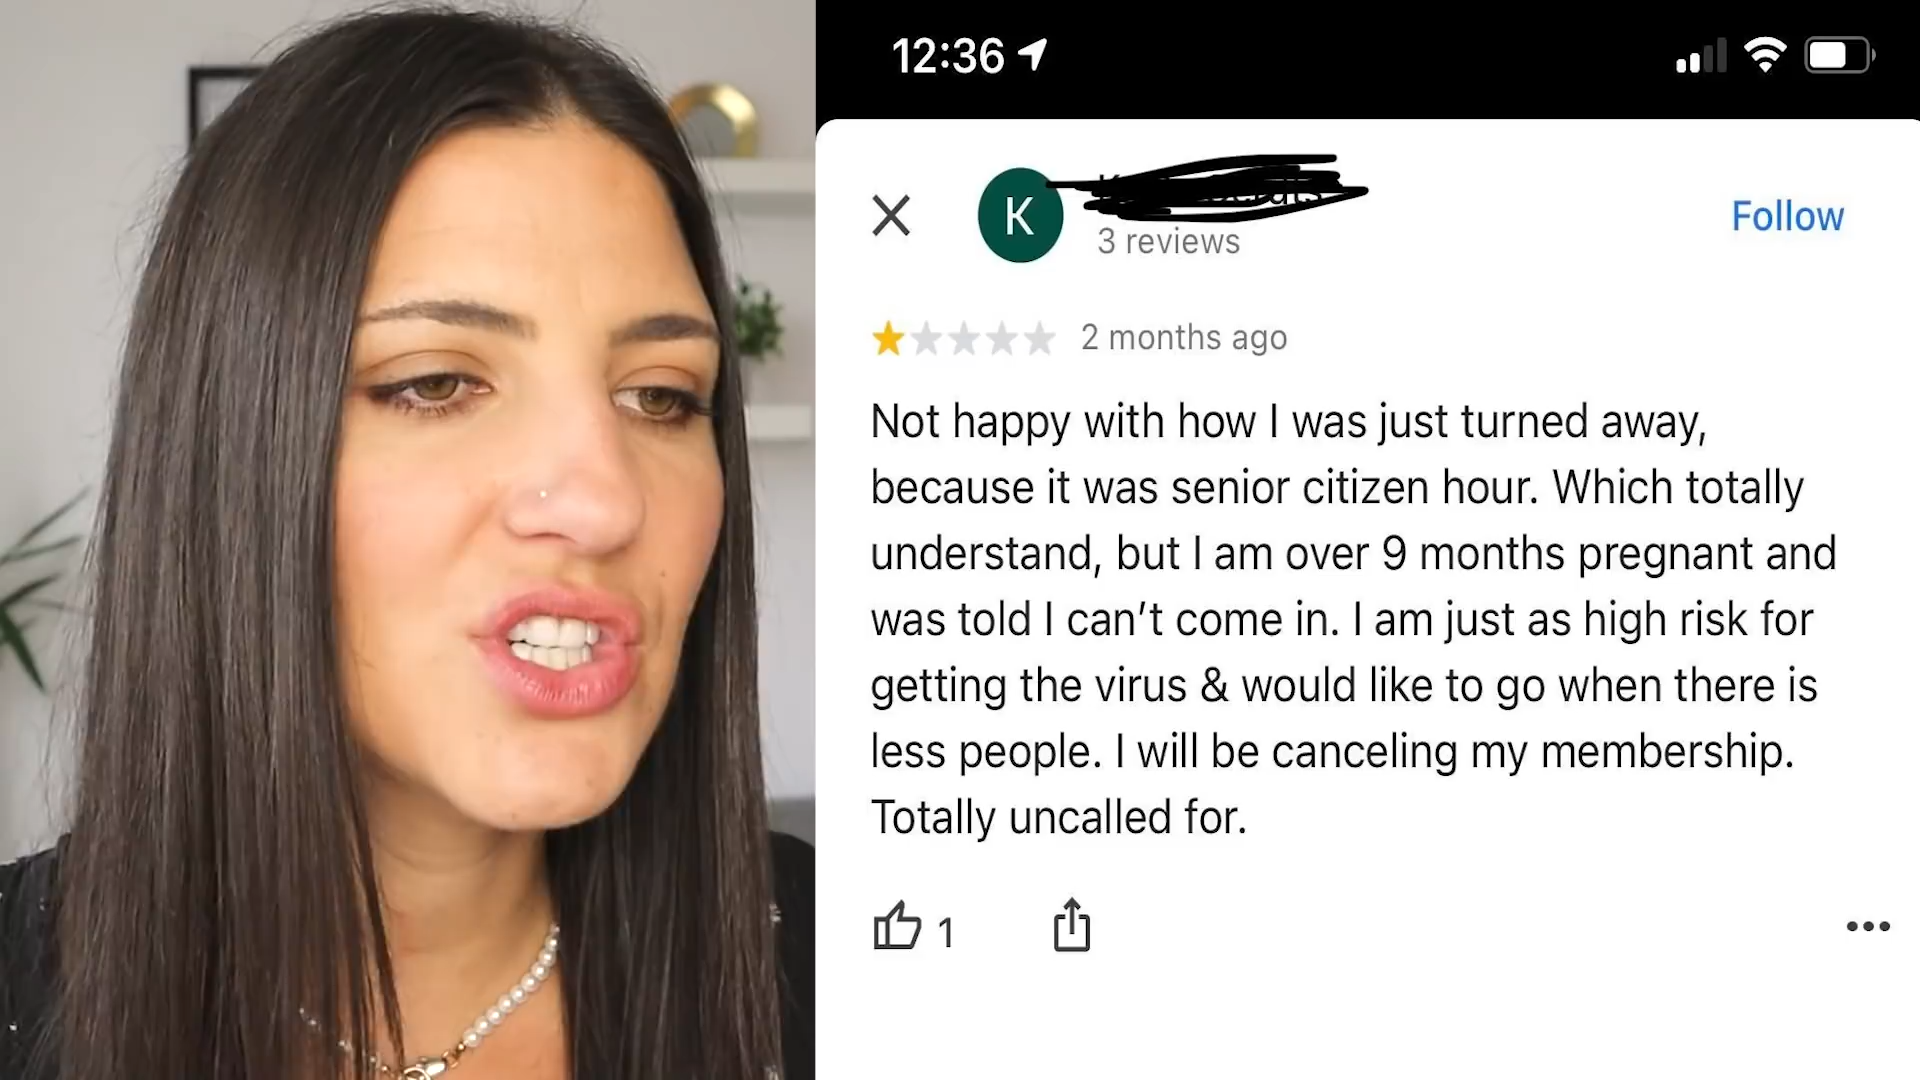 12:36
K
3 reviews
Follow
2 months ago
Not happy with how I was just turned away,
because it was senior citizen hour. Which totally
understand, but I am over 9 months pregnant and
was told I can't come in. I am just as high risk for
getting the virus & would like to go when there is
less people. I will be canceling my membership.
Totally uncalled for.
1